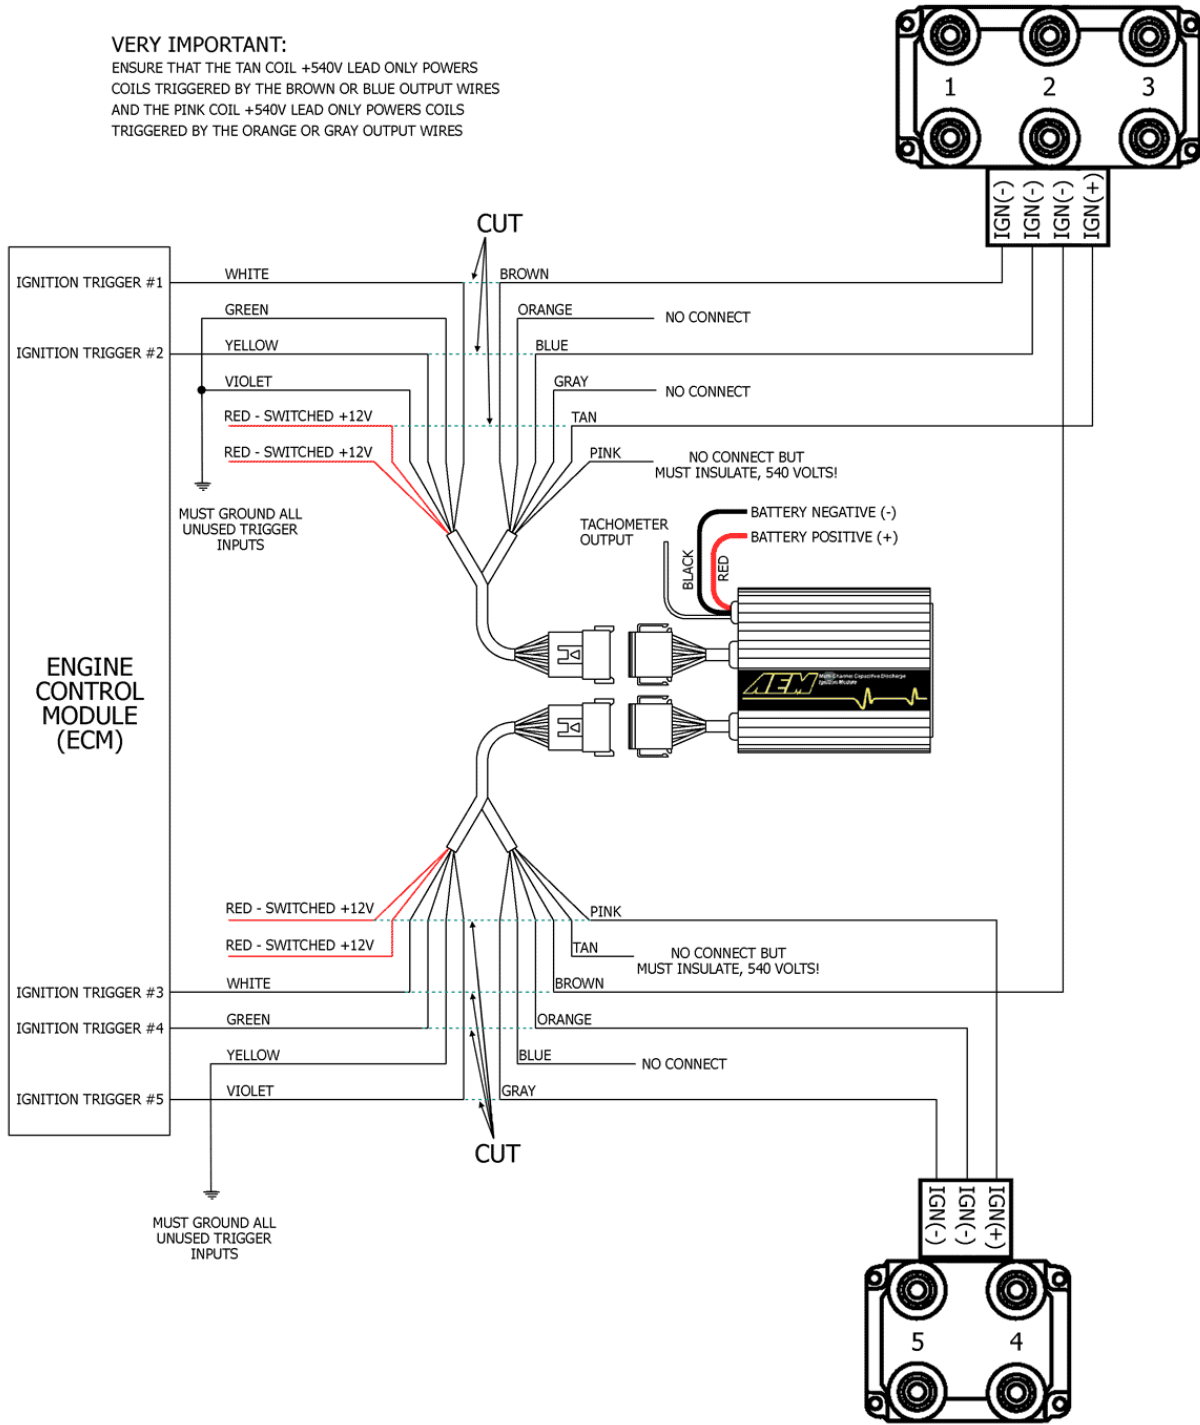 VERY IMPORTANT:
ENSURE THAT THE TAN COIL +540V LEAD ONLY POWERS
COILS TRIGGERED BY THE BROWN OR BLUE OUTPUT WIRES
AND THE PINK COIL +540V LEAD ONLY POWERS COILS
TRIGGERED BY THE ORANGE OR GRAY OUTPUT WIRES
1 2 3
IGN(-)
IGN(-)
IGN(-)
IGN(+)
CUT
IGNITION TRIGGER #1
WHITE
BROWN
GREEN
ORANGE
NO CONNECT
IGNITION TRIGGER #2
YELLOW
BLUE
VIOLET
GRAY
NO CONNECT
RED - SWITCHED +12V
TAN
RED - SWITCHED +12V
PINK
NO CONNECT BUT
MUST INSULATE, 540 VOLTS!
MUST GROUND ALL
UNUSED TRIGGER
INPUTS
TACHOMETER
OUTPUT
BATTERY NEGATIVE (-)
BATTERY POSITIVE (+)
BLACK
RED
AEM
Multi-Channel Capacitive Discharge
Ignition Module
ENGINE
CONTROL
MODULE
(ECM)
RED - SWITCHED +12V
PINK
RED - SWITCHED +12V
TAN
NO CONNECT BUT
MUST INSULATE, 540 VOLTS!
IGNITION TRIGGER #3
WHITE
BROWN
IGNITION TRIGGER #4
GREEN
ORANGE
YELLOW
BLUE
NO CONNECT
IGNITION TRIGGER #5
VIOLET
GRAY
CUT
MUST GROUND ALL
UNUSED TRIGGER
INPUTS
IGN(-)
IGN(-)
IGN(+)
5 4